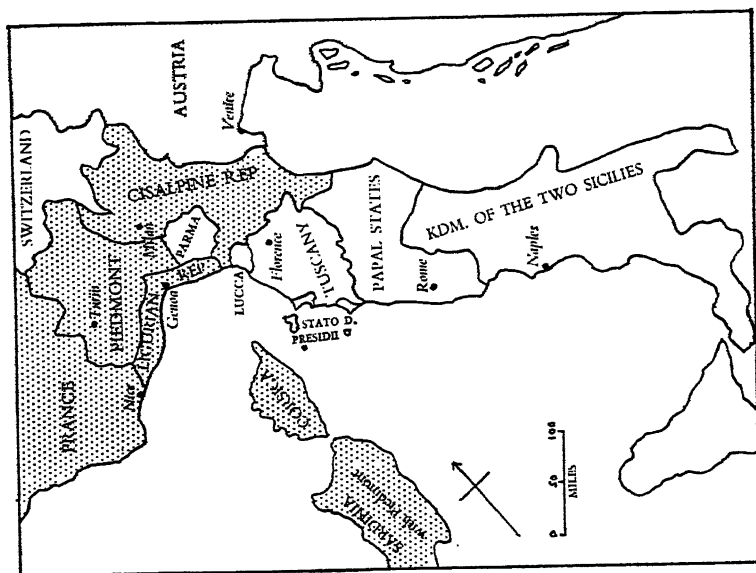 SWITZERLAND
AUSTRIA
Venice
CISALPINE REP
Milan
PARMA
Turin
PIEDMONT
LIGURIAN
REP.
Genoa
FRANCE
Nice
LUCCA
Florence
TUSCANY
STATO D.
PRESIDII
PAPAL STATES
Rome
KDM. OF THE TWO SICILIES
Naples
CORSICA
SARDINIA
with Piedmont
0 50 100
MILES